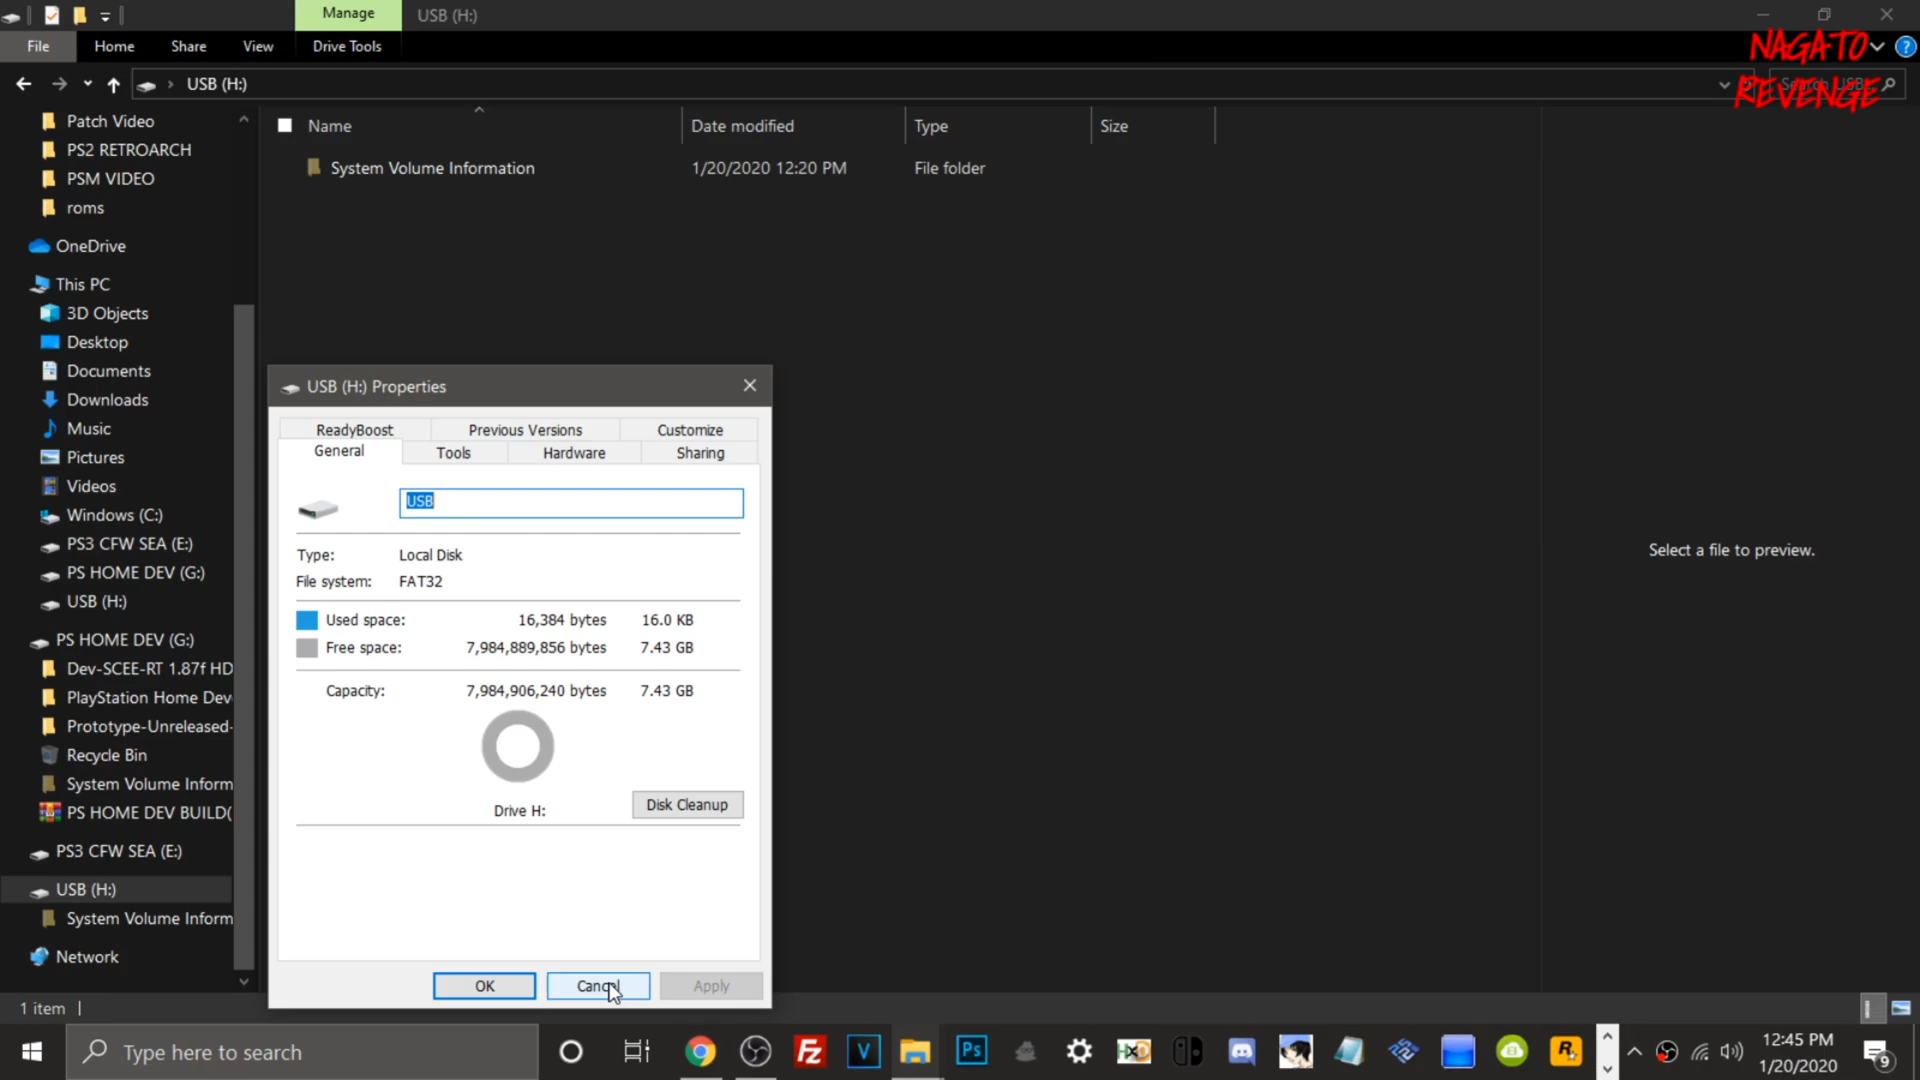 Manage
USB (H:)
File
Home
Share
View
Drive Tools
NAGATO
REVENGE
USB (H:)
Search USB
Patch Video
PS2 RETROARCH
PSM VIDEO
roms
OneDrive
This PC
3D Objects
Desktop
Documents
Downloads
Music
Pictures
Videos
Windows (C:)
PS3 CFW SEA (E:)
PS HOME DEV (G:)
USB (H:)
PS HOME DEV (G:)
Dev-SCEE-RT 1.87f HD
PlayStation Home Dev
Prototype-Unreleased-
Recycle Bin
System Volume Inform
PS HOME DEV BUILD(
PS3 CFW SEA (E:)
USB (H:)
System Volume Inform
Network
Name
Date modified
Type
Size
System Volume Information
1/20/2020 12:20 PM
File folder
Select a file to preview.
USB (H:) Properties
ReadyBoost
Previous Versions
Customize
General
Tools
Hardware
Sharing
USB
Type: Local Disk
File system: FAT32
Used space: 16,384 bytes 16.0 KB
Free space: 7,984,889,856 bytes 7.43 GB
Capacity: 7,984,906,240 bytes 7.43 GB
Drive H:
Disk Cleanup
OK
Cancel
Apply
1 item
Type here to search
Fz
V
Ps
HxD
R
12:45 PM
1/20/2020
9